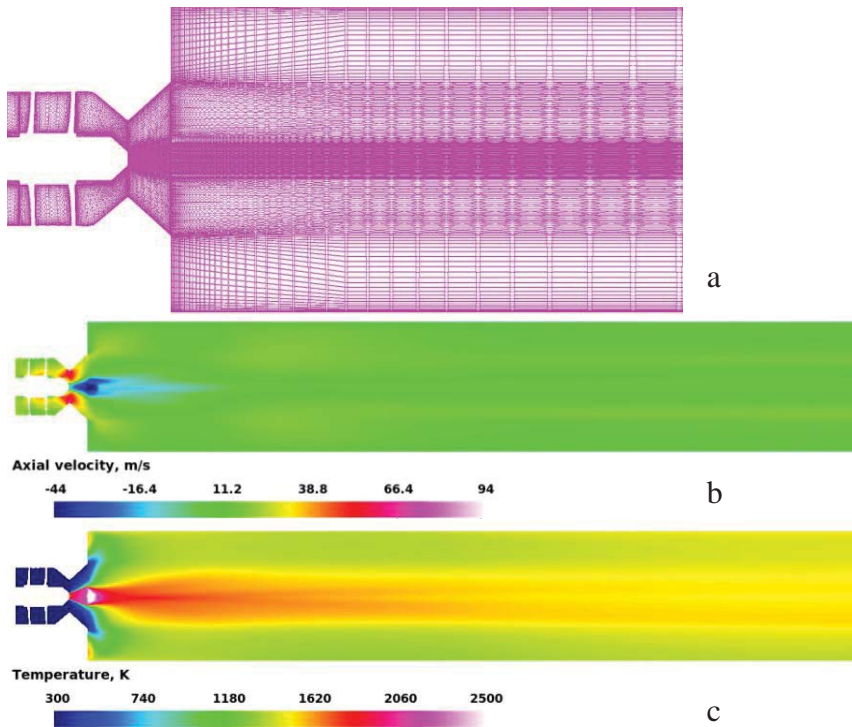 a
b
Axial velocity, m/s
-44 -16.4 11.2 38.8 66.4 94
Temperature, K
300 740 1180 1620 2060 2500
c